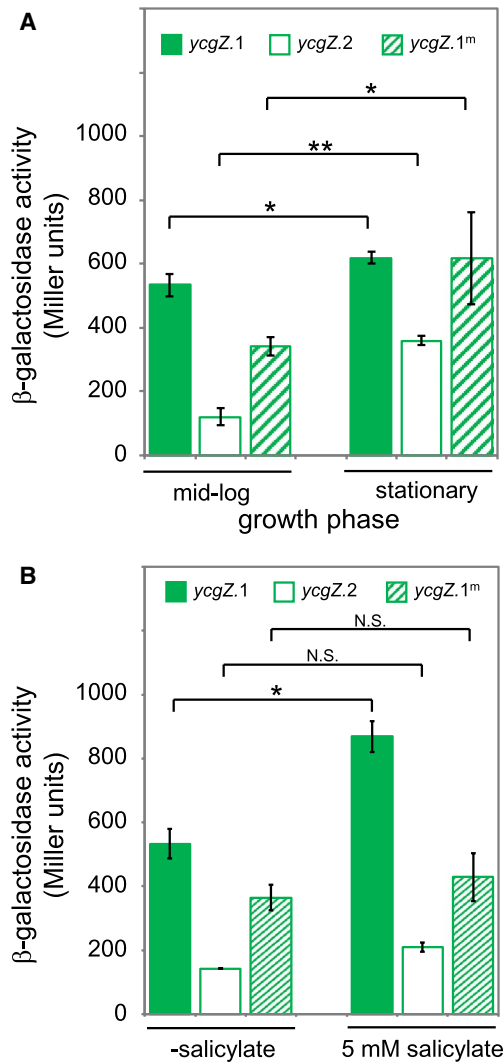 A
ycgZ.1 ycgZ.2 ycgZ.1ᵐ
*
**
*
β-galactosidase activity
(Miller units)
1000
800
600
400
200
0
mid-log stationary
growth phase
B
ycgZ.1 ycgZ.2 ycgZ.1ᵐ
N.S.
N.S.
*
β-galactosidase activity
(Miller units)
1000
800
600
400
200
0
-salicylate 5 mM salicylate